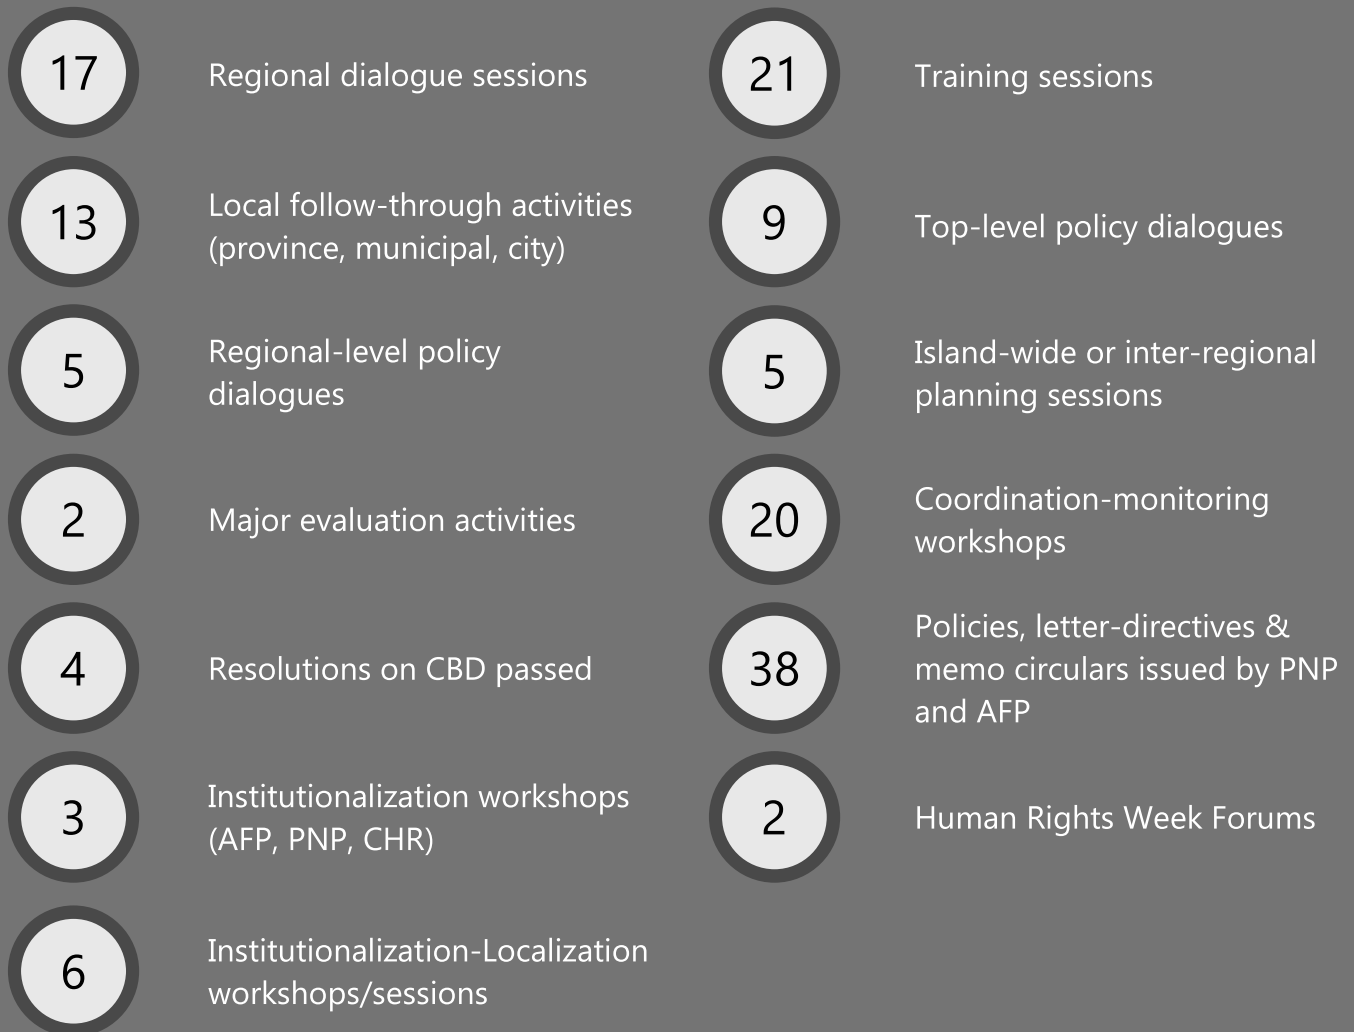 17
Regional dialogue sessions
13
Local follow-through activities
(province, municipal, city)
5
Regional-level policy
dialogues
2
Major evaluation activities
4
Resolutions on CBD passed
3
Institutionalization workshops
(AFP, PNP, CHR)
6
Institutionalization-Localization
workshops/sessions
21
Training sessions
9
Top-level policy dialogues
5
Island-wide or inter-regional
planning sessions
20
Coordination-monitoring
workshops
38
Policies, letter-directives &
memo circulars issued by PNP
and AFP
2
Human Rights Week Forums